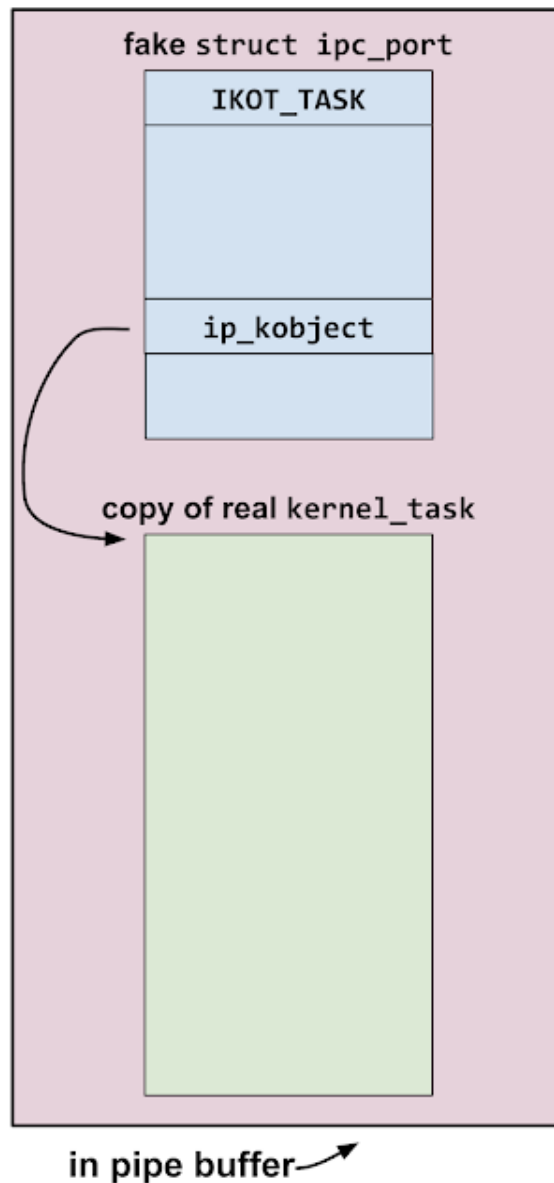 fake struct ipc_port
IKOT_TASK
ip_kobject
copy of real kernel_task
in pipe buffer